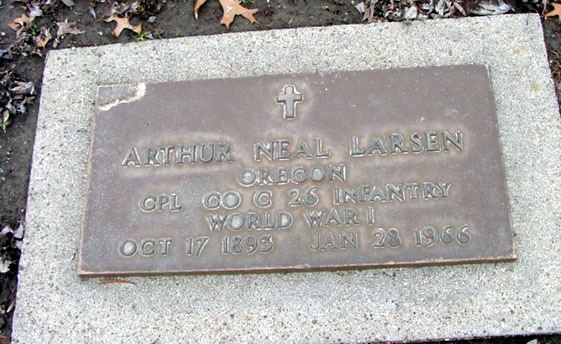 ARTHUR NEAL LARSEN
OREGON
CPL CO C 26 INFANTRY
WORLD WAR I
OCT 17 1893 JAN 28 1966